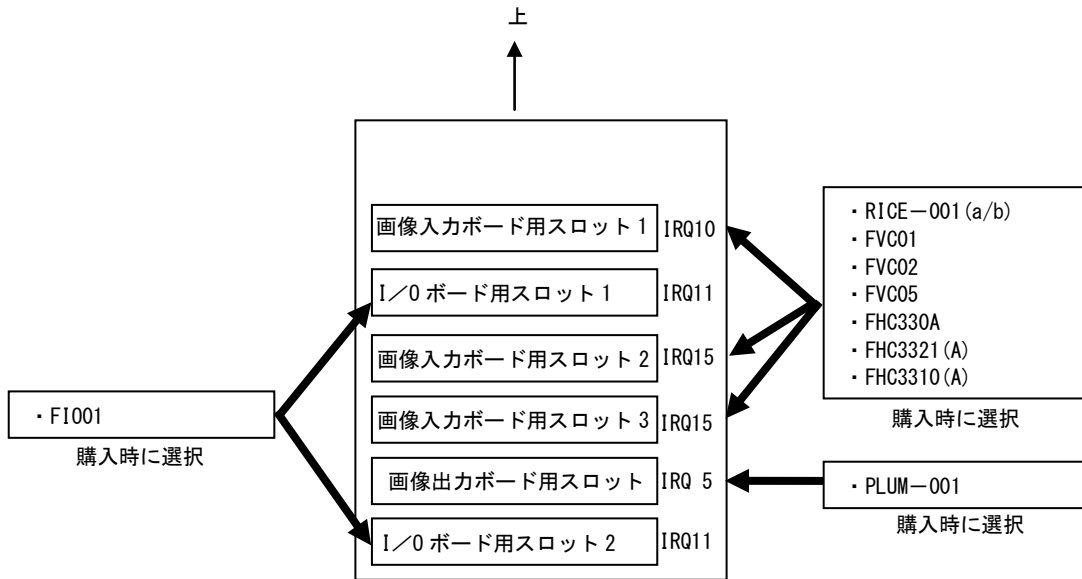 上
画像入力ボード用スロット1 IRQ10
I/Oボード用スロット1 IRQ11
画像入力ボード用スロット2 IRQ15
画像入力ボード用スロット3 IRQ15
画像出力ボード用スロット IRQ 5
I/Oボード用スロット2 IRQ11
・FIO01
購入時に選択
・RICE-001(a/b)
・FVC01
・FVC02
・FVC05
・FHC330A
・FHC3321(A)
・FHC3310(A)
購入時に選択
・PLUM-001
購入時に選択